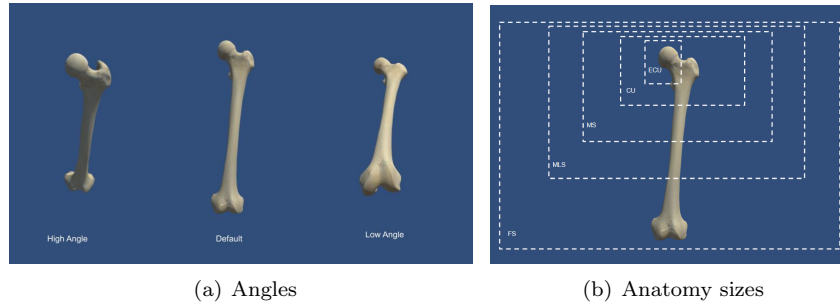 High Angle
Default
Low Angle
ECU
CU
MS
MLS
FS
(a) Angles
(b) Anatomy sizes